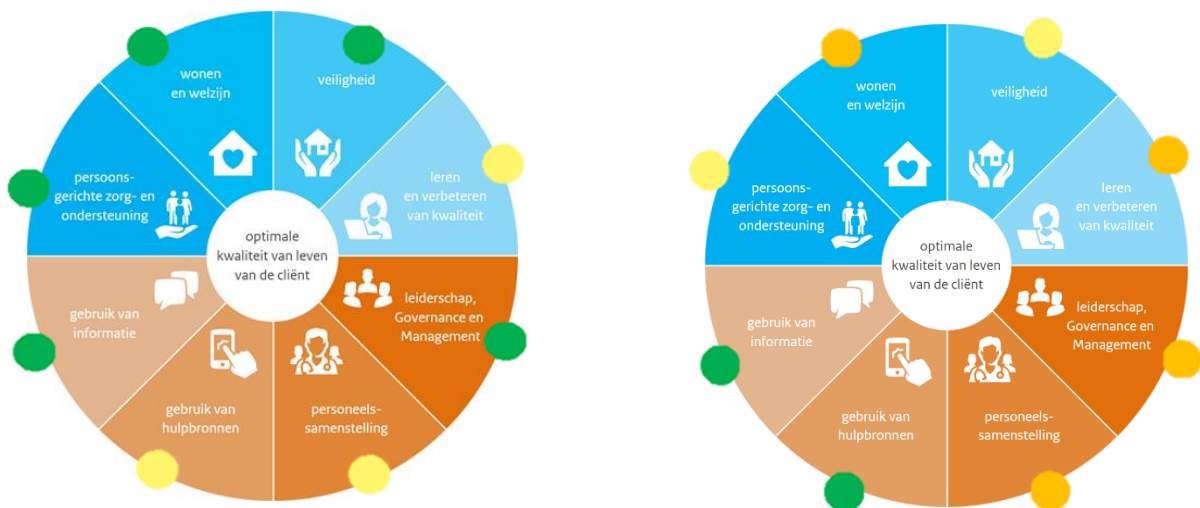 wonen
en welzijn
veiligheid
persoons-
gerichte zorg- en
ondersteuning
leren
en verbeteren
van kwaliteit
optimale
kwaliteit van leven
van de cliënt
gebruik van
informatie
leiderschap,
Governance en
Management
gebruik van
hulpbronnen
personeels-
samenstelling
wonen
en welzijn
veiligheid
persoons-
gerichte zorg- en
ondersteuning
leren
en verbeteren
van kwaliteit
optimale
kwaliteit van leven
van de cliënt
gebruik van
informatie
leiderschap,
Governance en
Management
gebruik van
hulpbronnen
personeels-
samenstelling